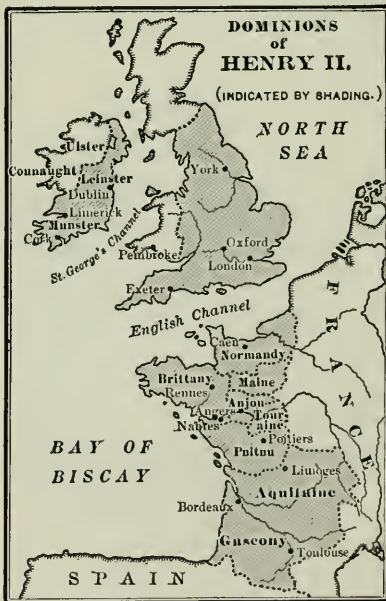 DOMINIONS
of
HENRY II.
(INDICATED BY SHADING.)
NORTH
SEA
Ulster
Connaught
Leinster
Dublin
Limerick
Munster
Cork
St. George's Channel
York
Pembroke
Oxford
London
Exeter
English Channel
FRANCE
Caen
Normandy
Brittany
Rennes
Maine
Anjou
Angers
Tour
aine
Nantes
Poitiers
Poitou
BAY OF
BISCAY
Limoges
Aquitaine
Bordeaux
Gascony
Toulouse
SPAIN